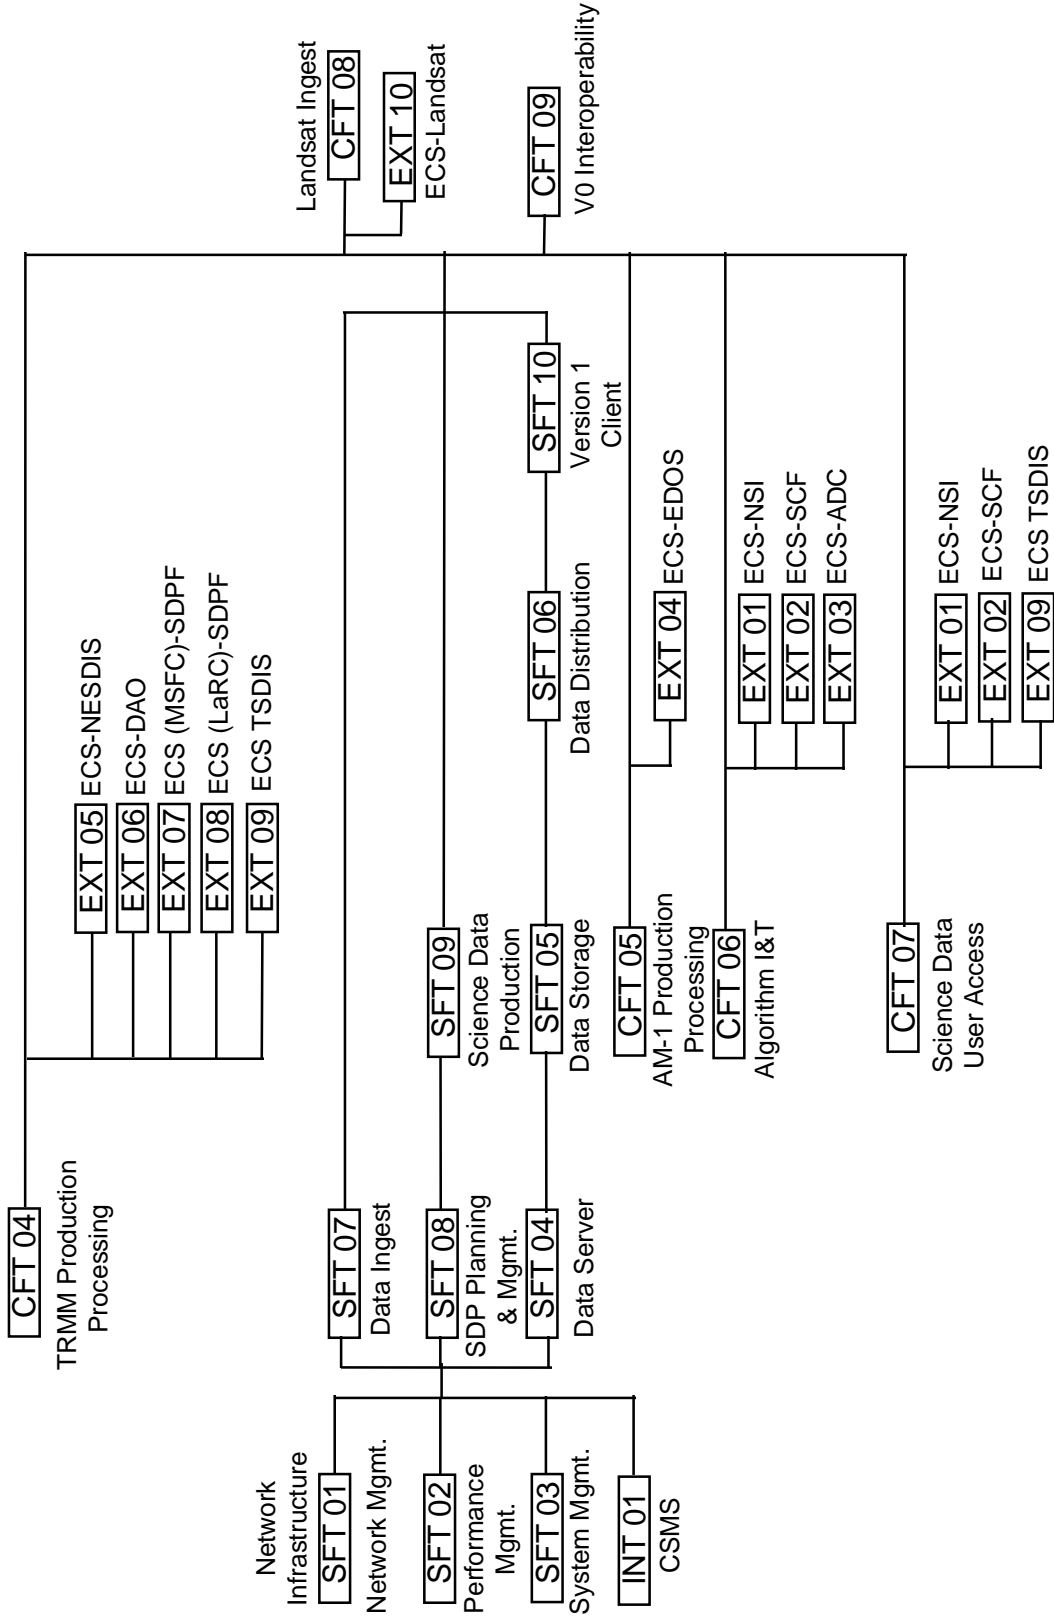 CFT 04
TRMM Production
Processing
EXT 05
ECS-NESDIS
EXT 06
ECS-DAO
EXT 07
ECS (MSFC)-SDPF
EXT 08
ECS (LaRC)-SDPF
EXT 09
ECS TSDIS
Network
Infrastructure
SFT 01
Network Mgmt.
SFT 02
Performance
Mgmt.
SFT 03
System Mgmt.
INT 01
CSMS
SFT 07
Data Ingest
SFT 08
SDP Planning
& Mgmt.
SFT 04
Data Server
SFT 09
Science Data
Production
SFT 05
Data Storage
SFT 06
Data Distribution
SFT 10
Version 1
Client
Landsat Ingest
CFT 08
EXT 10
ECS-Landsat
CFT 09
V0 Interoperability
CFT 05
AM-1 Production
Processing
EXT 04
ECS-EDOS
CFT 06
Algorithm I&T
EXT 01
ECS-NSI
EXT 02
ECS-SCF
EXT 03
ECS-ADC
CFT 07
Science Data
User Access
EXT 01
ECS-NSI
EXT 02
ECS-SCF
EXT 09
ECS TSDIS